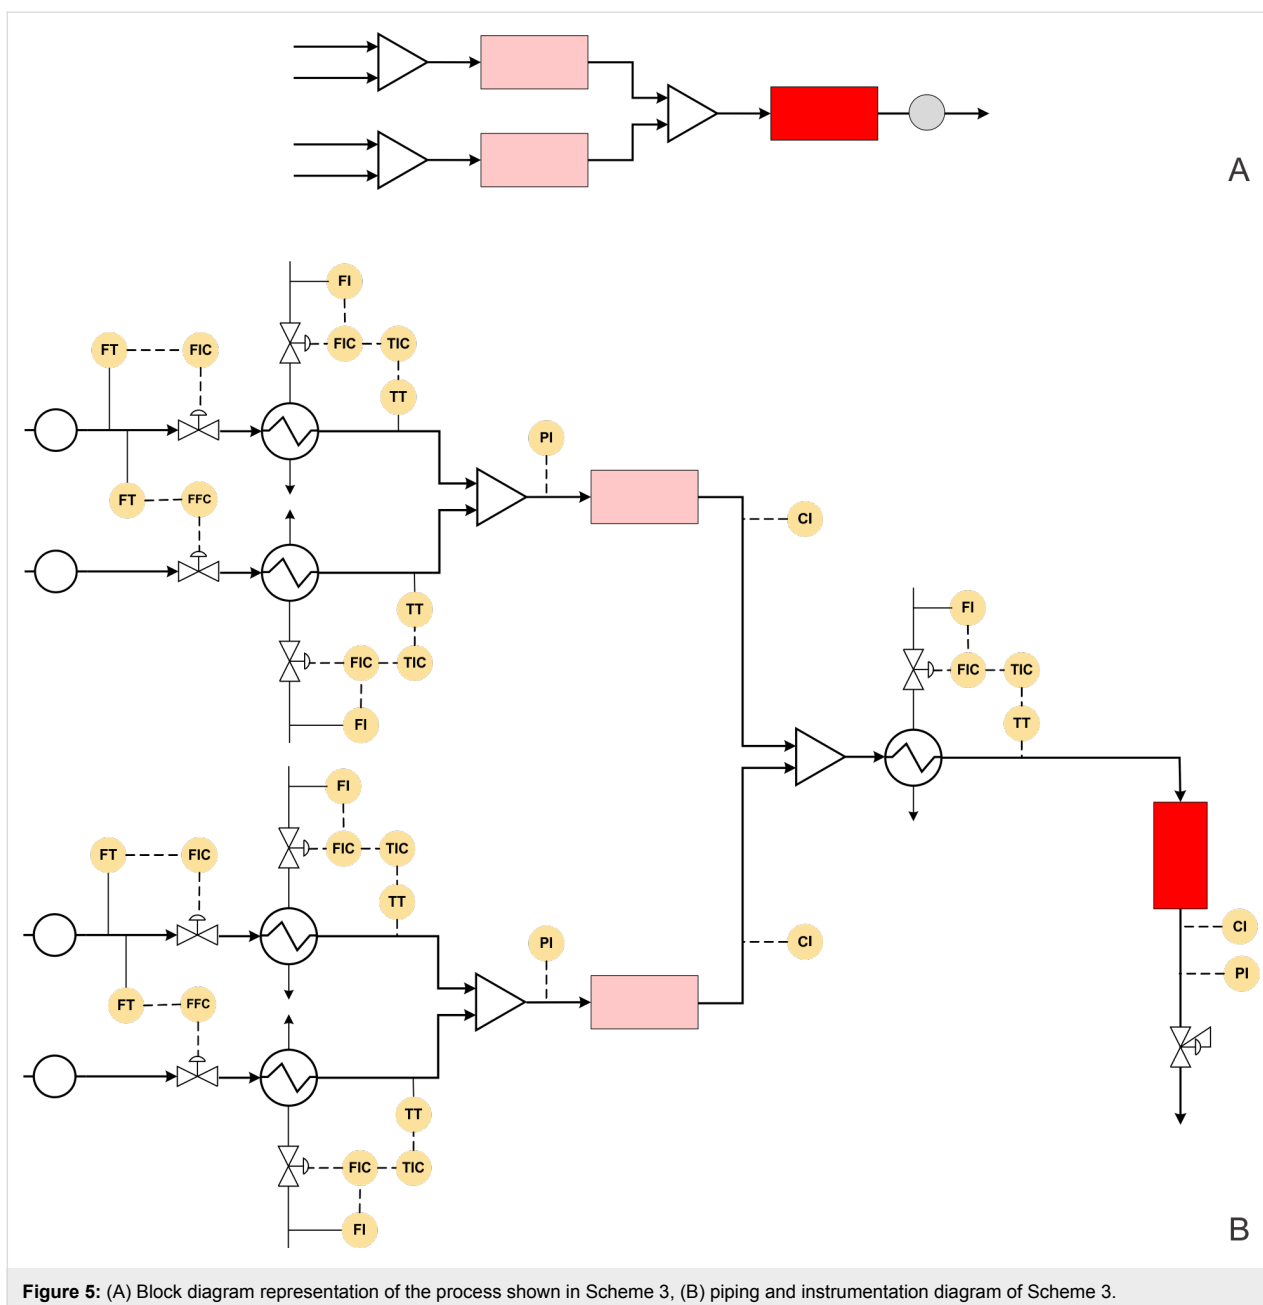 A
FI
FT
FIC
FIC
TIC
TT
PI
FT
FFC
CI
TT
FI
FIC
TIC
FIC
TIC
FI
TT
FI
FT
FIC
FIC
TIC
TT
CI
PI
CI
PI
FT
FFC
TT
FIC
TIC
FI
B
Figure 5: (A) Block diagram representation of the process shown in Scheme 3, (B) piping and instrumentation diagram of Scheme 3.